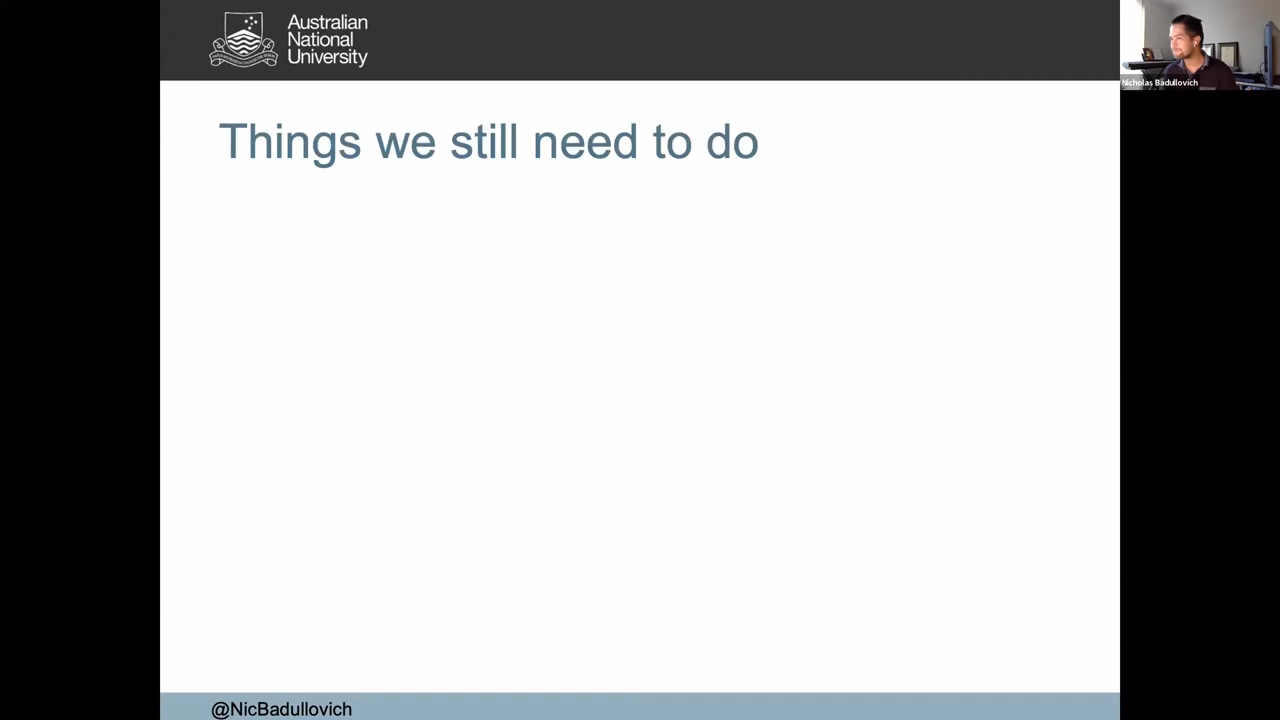 Australian
National
University
Nicholas Badullovich
Things we still need to do
@NicBadullovich